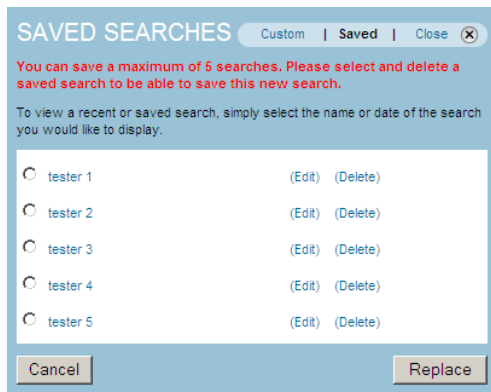 SAVED SEARCHES Custom | Saved | Close
You can save a maximum of 5 searches. Please select and delete a
saved search to be able to save this new search.
To view a recent or saved search, simply select the name or date of the search
you would like to display.
tester 1 (Edit) (Delete)
tester 2 (Edit) (Delete)
tester 3 (Edit) (Delete)
tester 4 (Edit) (Delete)
tester 5 (Edit) (Delete)
Cancel Replace